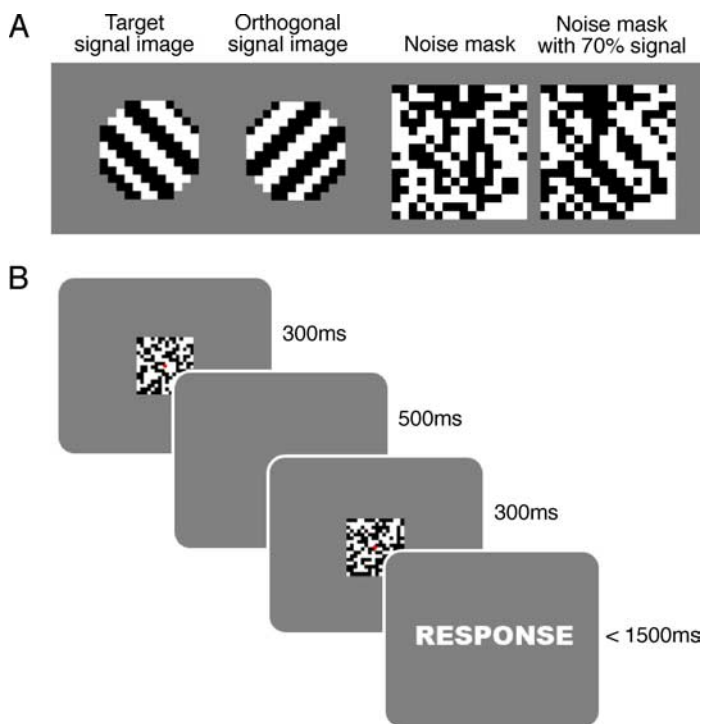 A
Target
signal image
Orthogonal
signal image
Noise mask
Noise mask
with 70% signal
B
300ms
500ms
300ms
RESPONSE
< 1500ms